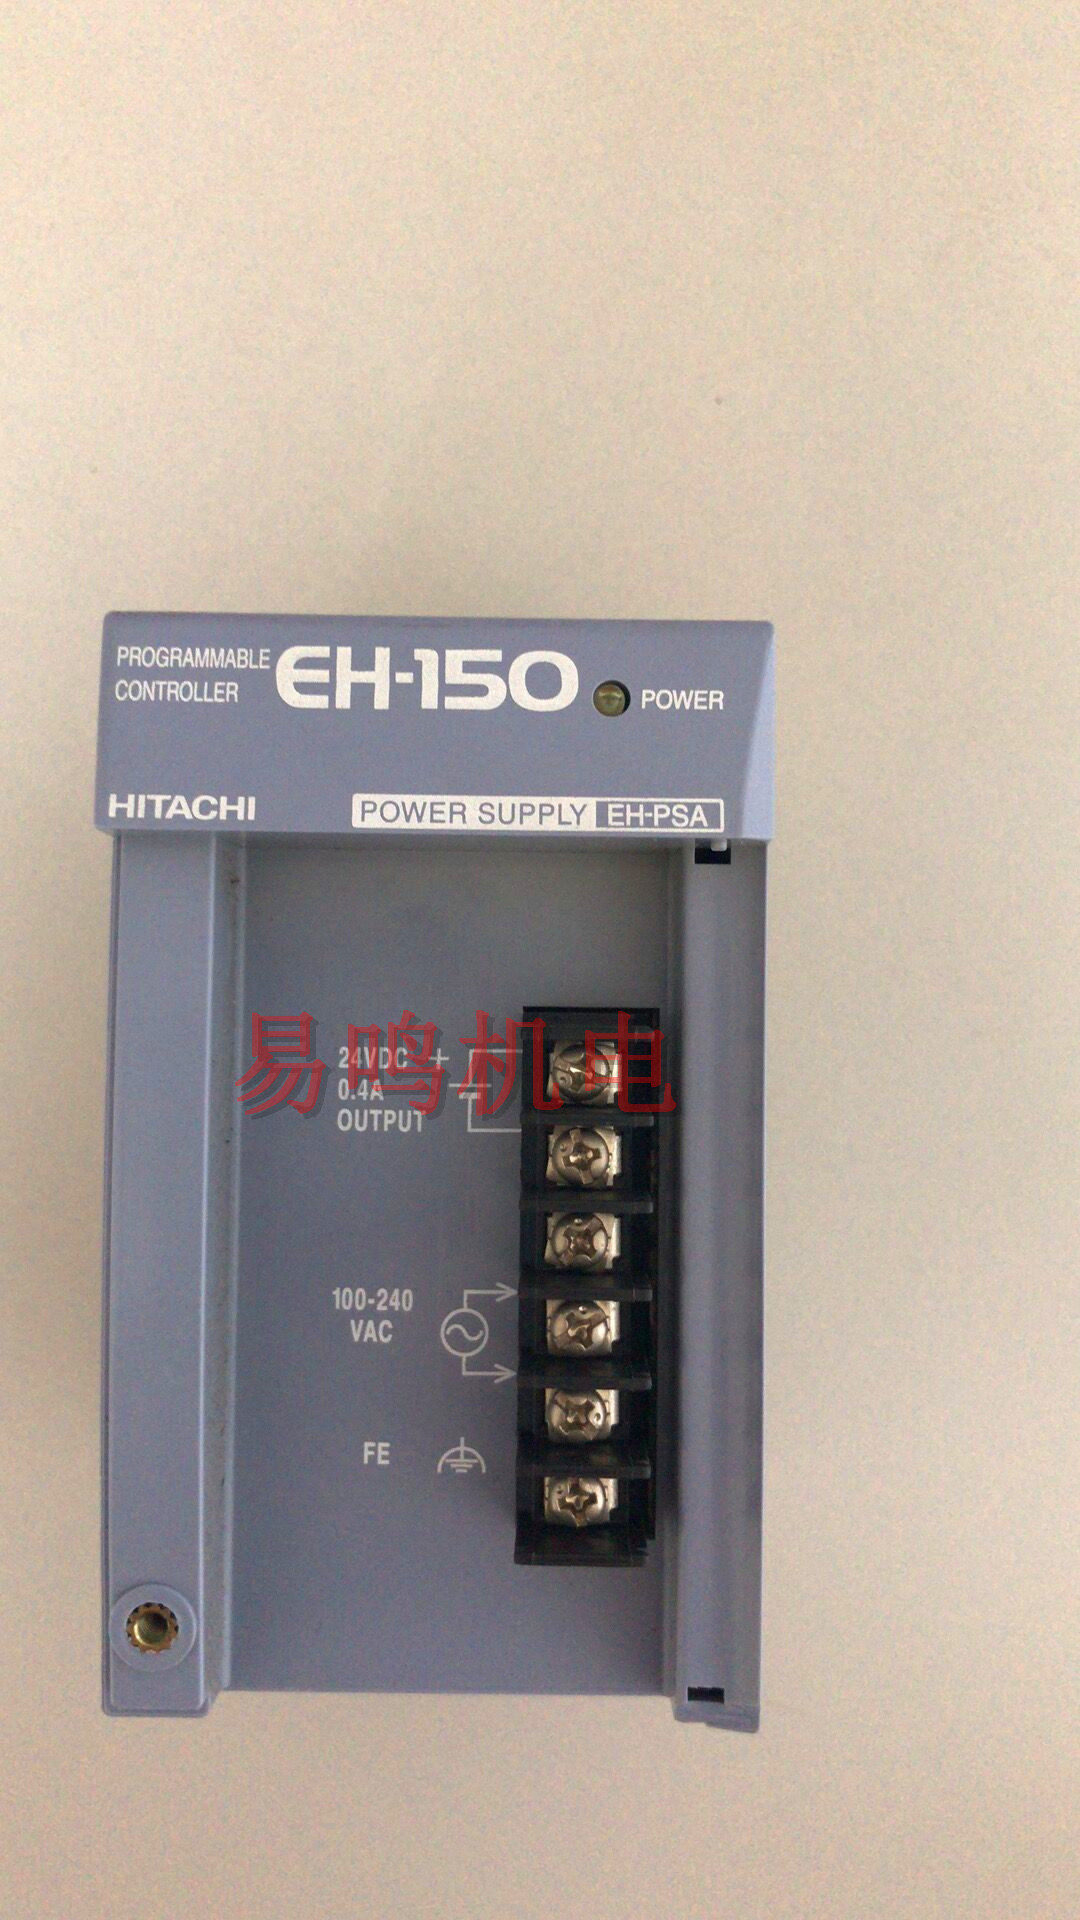 PROGRAMMABLE
CONTROLLER
EH-150
POWER
HITACHI
POWER SUPPLY EH-PSA
易鸣机电
24VDC +
0.4A
OUTPUT
100-240
VAC
FE